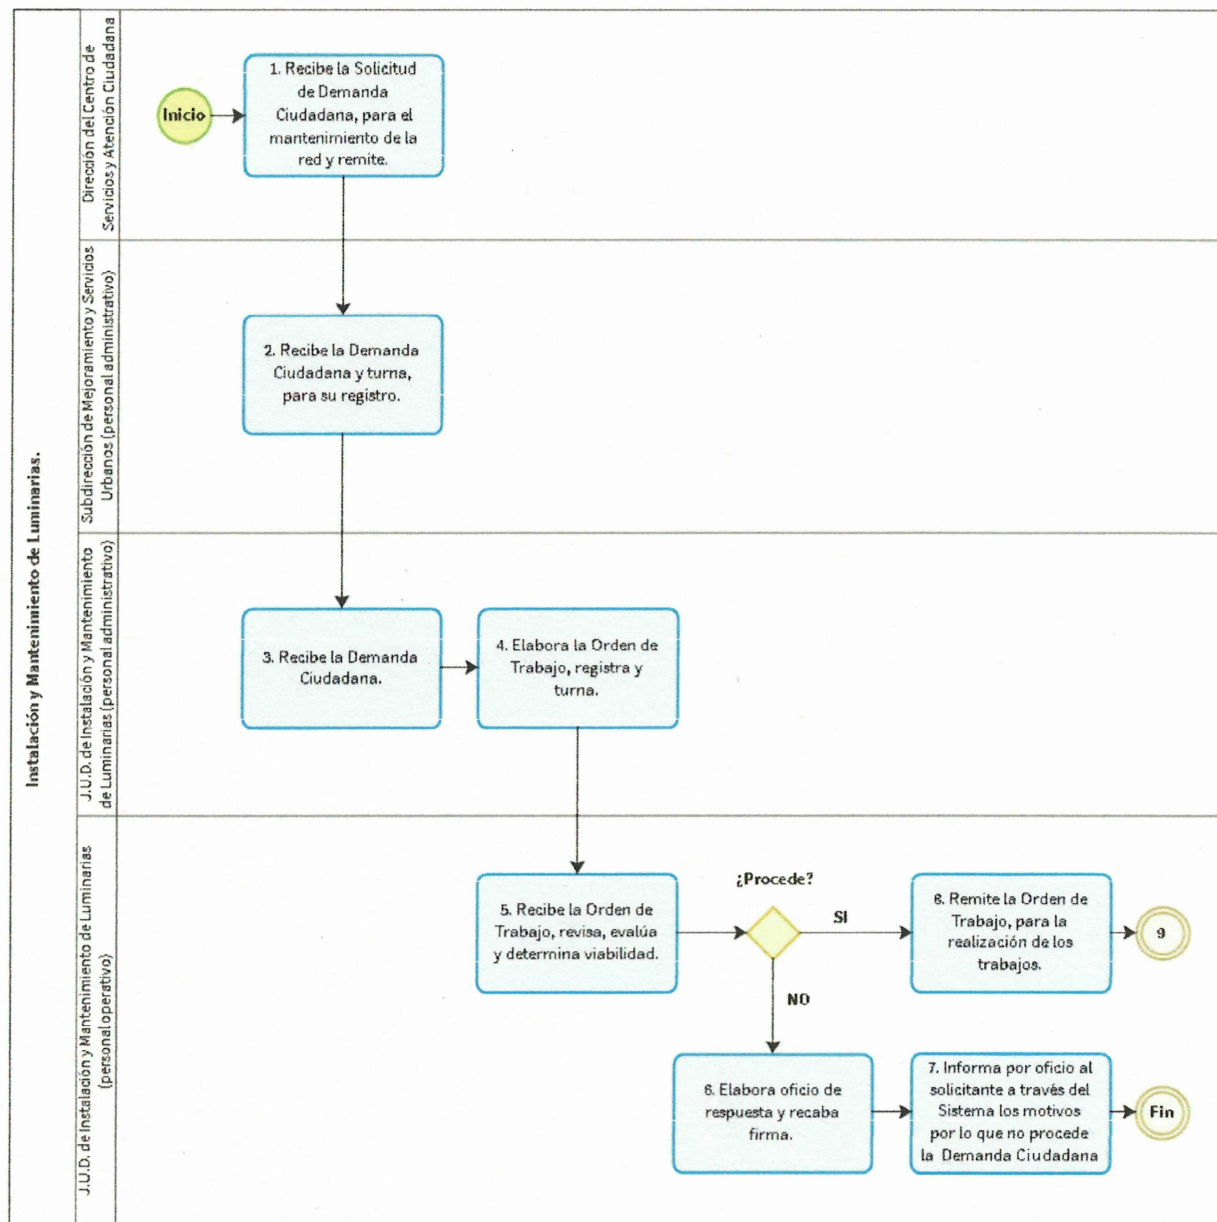 Instalación y Mantenimiento de Luminarias.
Dirección del Centro de
Servicios y Atención Ciudadana
Inicio
1. Recibe la Solicitud
de Demanda
Ciudadana, para el
mantenimiento de la
red y remite.
Subdirección de Mejoramiento y Servicios
Urbanos (personal administrativo)
2. Recibe la Demanda
Ciudadana y turna,
para su registro.
J.U.D. de Instalación y Mantenimiento
de Luminarias (personal administrativo)
3. Recibe la Demanda
Ciudadana.
4. Elabora la Orden de
Trabajo, registra y
turna.
J.U.D. de Instalación y Mantenimiento de Luminarias
(personal operativo)
5. Recibe la Orden de
Trabajo, revisa, evalúa
y determina viabilidad.
¿Procede?
SI
8. Remite la Orden de
Trabajo, para la
realización de los
trabajos.
9
NO
6. Elabora oficio de
respuesta y recaba
firma.
7. Informa por oficio al
solicitante a través del
Sistema los motivos
por lo que no procede
la Demanda Ciudadana
Fin